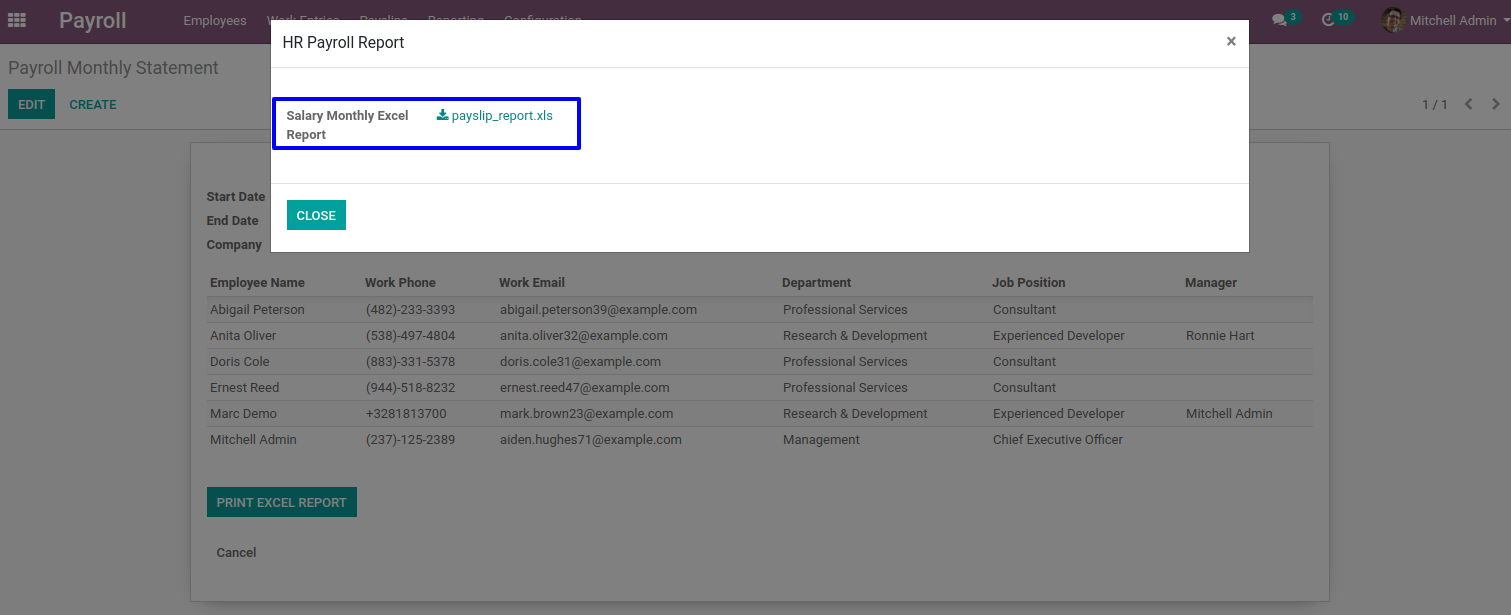 Payroll Employees Work Entries Payslips Reporting Configuration 3 10 Mitchell Admin
HR Payroll Report ×
Payroll Monthly Statement
EDIT CREATE 1 / 1
Salary Monthly Excel payslip_report.xls
Report
Start Date
End Date
CLOSE
Company
Employee Name Work Phone Work Email Department Job Position Manager
Abigail Peterson (482)-233-3393 abigail.peterson39@example.com Professional Services Consultant
Anita Oliver (538)-497-4804 anita.oliver32@example.com Research & Development Experienced Developer Ronnie Hart
Doris Cole (883)-331-5378 doris.cole31@example.com Professional Services Consultant
Ernest Reed (944)-518-8232 ernest.reed47@example.com Professional Services Consultant
Marc Demo +3281813700 mark.brown23@example.com Research & Development Experienced Developer Mitchell Admin
Mitchell Admin (237)-125-2389 aiden.hughes71@example.com Management Chief Executive Officer
PRINT EXCEL REPORT
Cancel